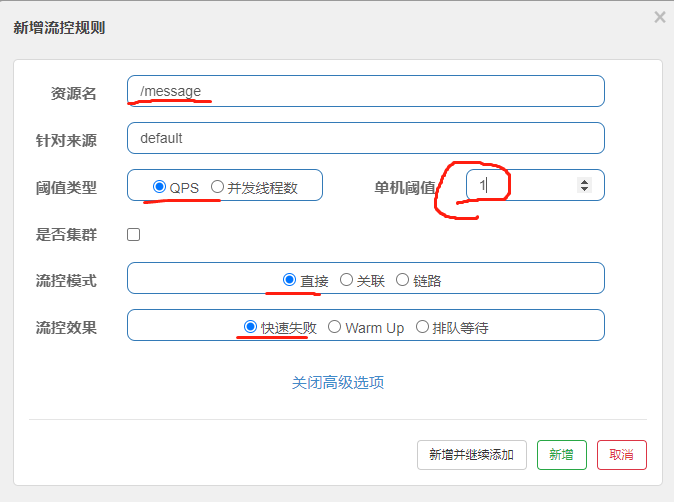 新增流控规则 ×
资源名 /message
针对来源 default
阈值类型 QPS 并发线程数 单机阈值 1
是否集群
流控模式 直接 关联 链路
流控效果 快速失败 Warm Up 排队等待
关闭高级选项
新增并继续添加 新增 取消